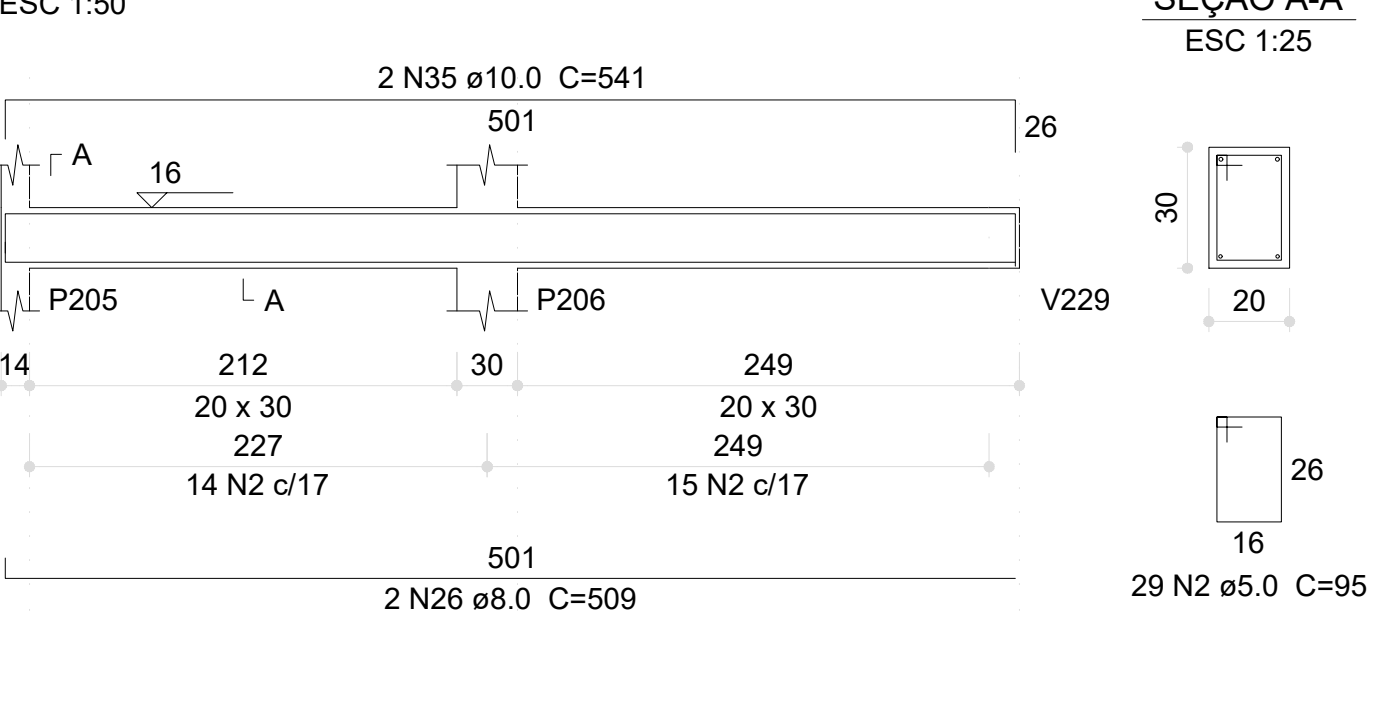 ESC 1:50
SEÇÃO A-A
ESC 1:25
2 N35 ø10.0 C=541
501
26
A
16
30
P205
A
P206
V229
20
14
212
30
249
20 x 30
20 x 30
227
249
14 N2 c/17
15 N2 c/17
26
16
501
2 N26 ø8.0 C=509
29 N2 ø5.0 C=95